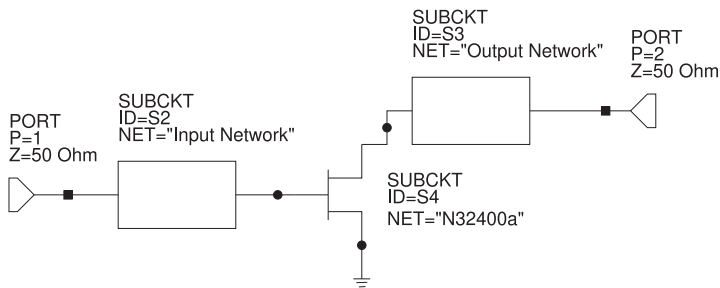 SUBCKT
ID=S3
NET="Output Network"
PORT
P=2
Z=50 Ohm
SUBCKT
ID=S2
NET="Input Network"
PORT
P=1
Z=50 Ohm
SUBCKT
ID=S4
NET="N32400a"